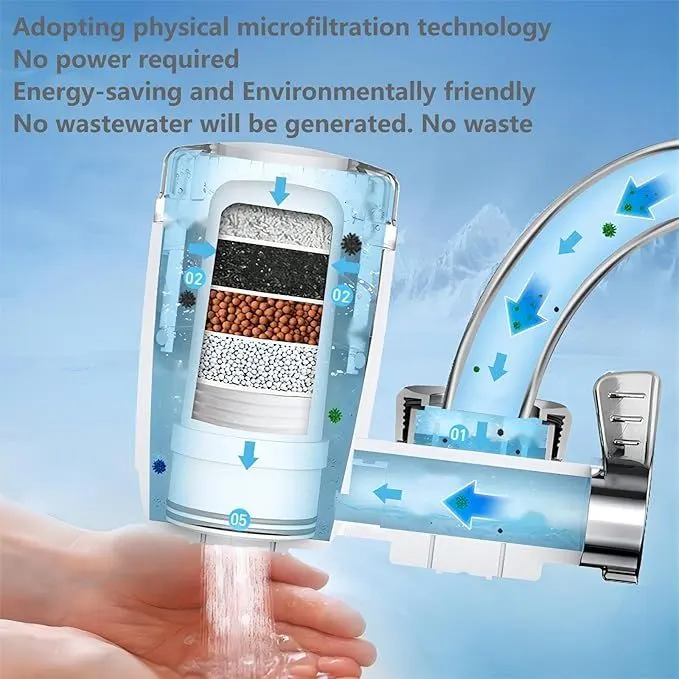 Adopting physical microfiltration technology
No power required
Energy-saving and Environmentally friendly
No wastewater will be generated. No waste
02
02
01
05